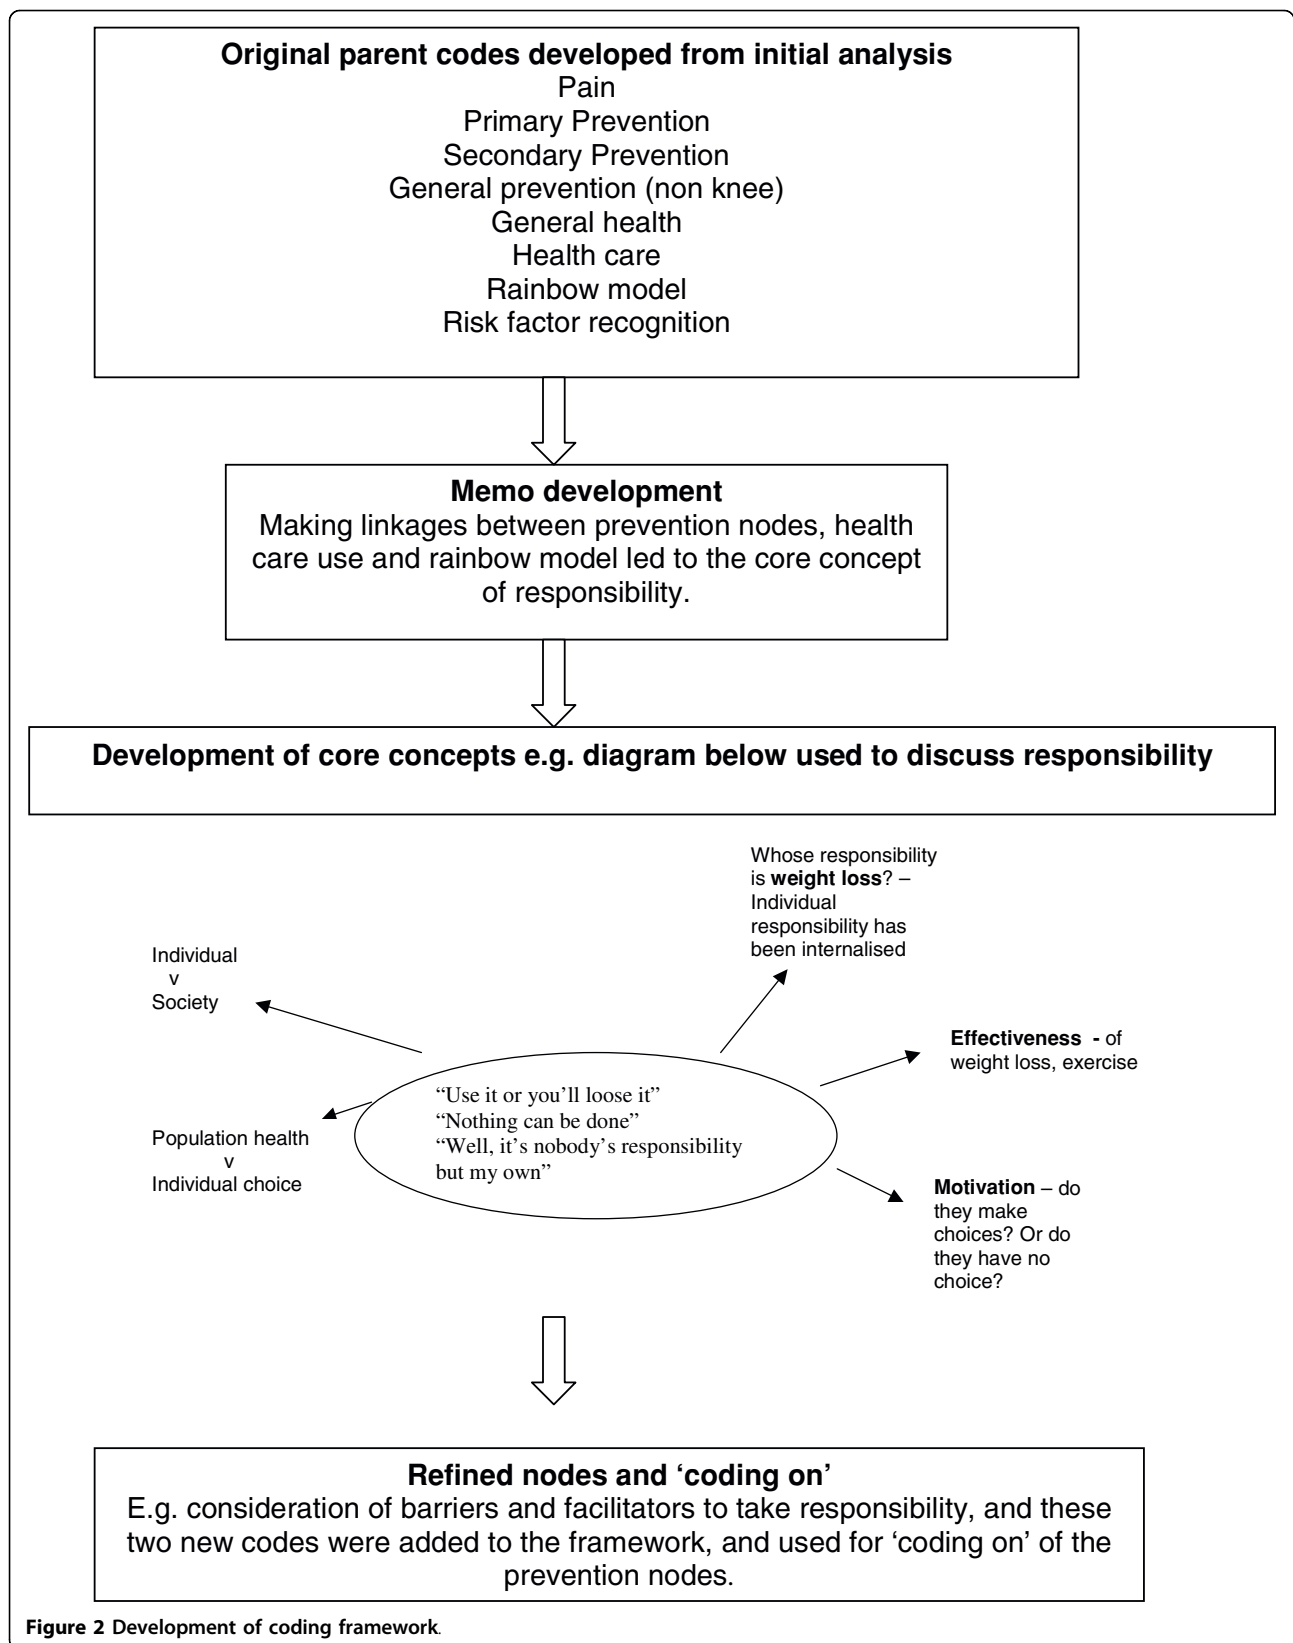 Original parent codes developed from initial analysis
Pain
Primary Prevention
Secondary Prevention
General prevention (non knee)
General health
Health care
Rainbow model
Risk factor recognition
Memo development
Making linkages between prevention nodes, health
care use and rainbow model led to the core concept
of responsibility.
Development of core concepts e.g. diagram below used to discuss responsibility
Whose responsibility
is weight loss? –
Individual
responsibility has
been internalised
Individual
v
Society
Effectiveness - of
weight loss, exercise
“Use it or you’ll loose it”
“Nothing can be done”
“Well, it’s nobody’s responsibility
but my own”
Population health
v
Individual choice
Motivation – do
they make
choices? Or do
they have no
choice?
Refined nodes and ‘coding on’
E.g. consideration of barriers and facilitators to take responsibility, and these
two new codes were added to the framework, and used for ‘coding on’ of the
prevention nodes.
Figure 2 Development of coding framework.